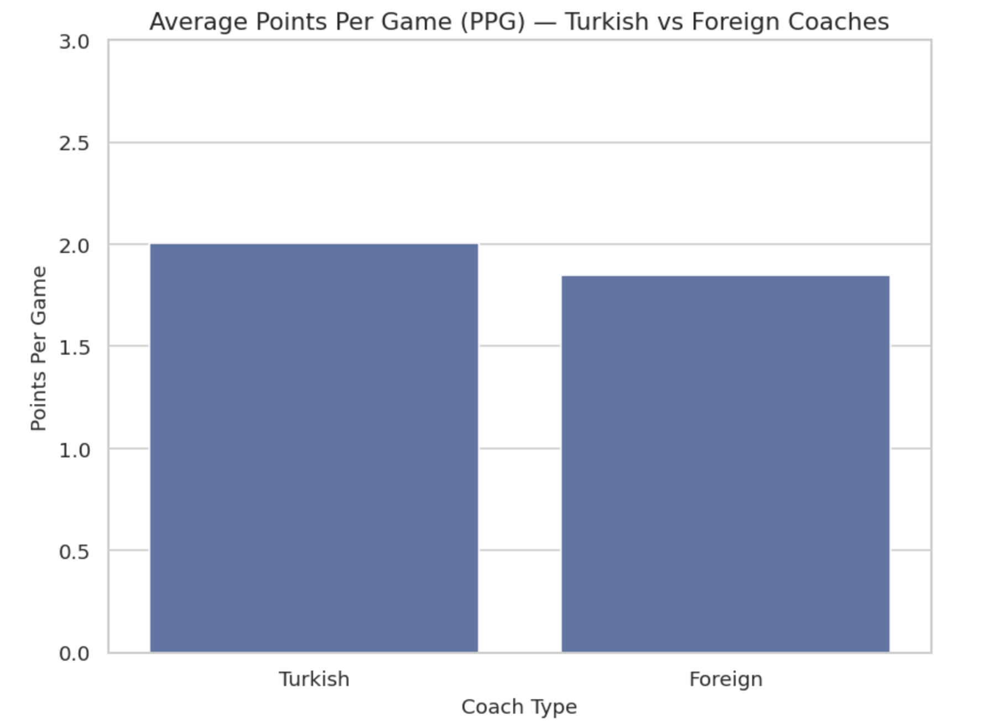 Average Points Per Game (PPG) — Turkish vs Foreign Coaches
3.0
2.5
2.0
1.5
1.0
0.5
0.0
Points Per Game
Turkish
Foreign
Coach Type